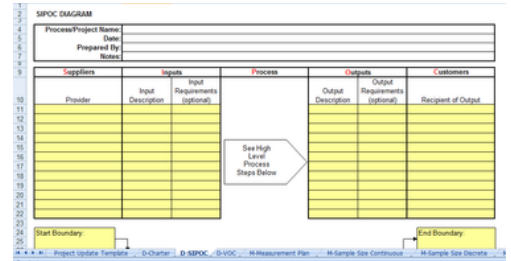 SIPOC DIAGRAM
Process/Project Name:
Date:
Prepared By:
Notes:
Suppliers Inputs Process Outputs Customers
Provider Input Description Input Requirements (optional) Output Description Output Requirements (optional) Recipient of Output
See High
Level
Process
Steps Below
Start Boundary: End Boundary:
Project Update Template D-Charter D-SIPOC D-VOC M-Measurement Plan M-Sample Size Continuous M-Sample Size Discrete